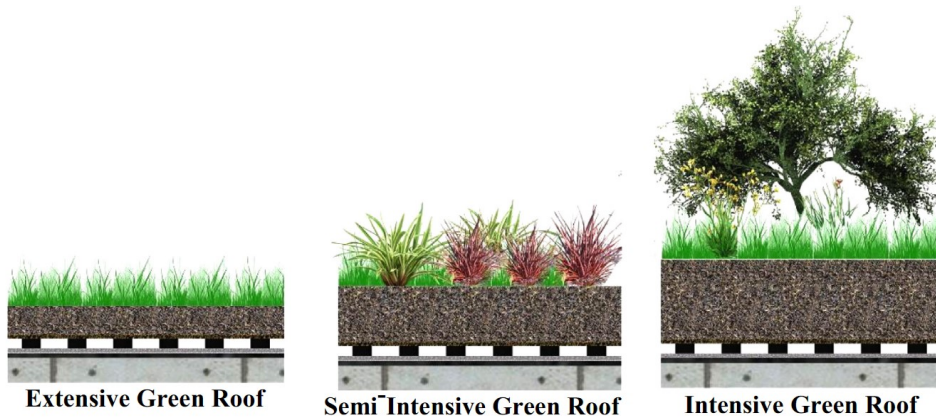 Extensive Green Roof
Semi-Intensive Green Roof
Intensive Green Roof